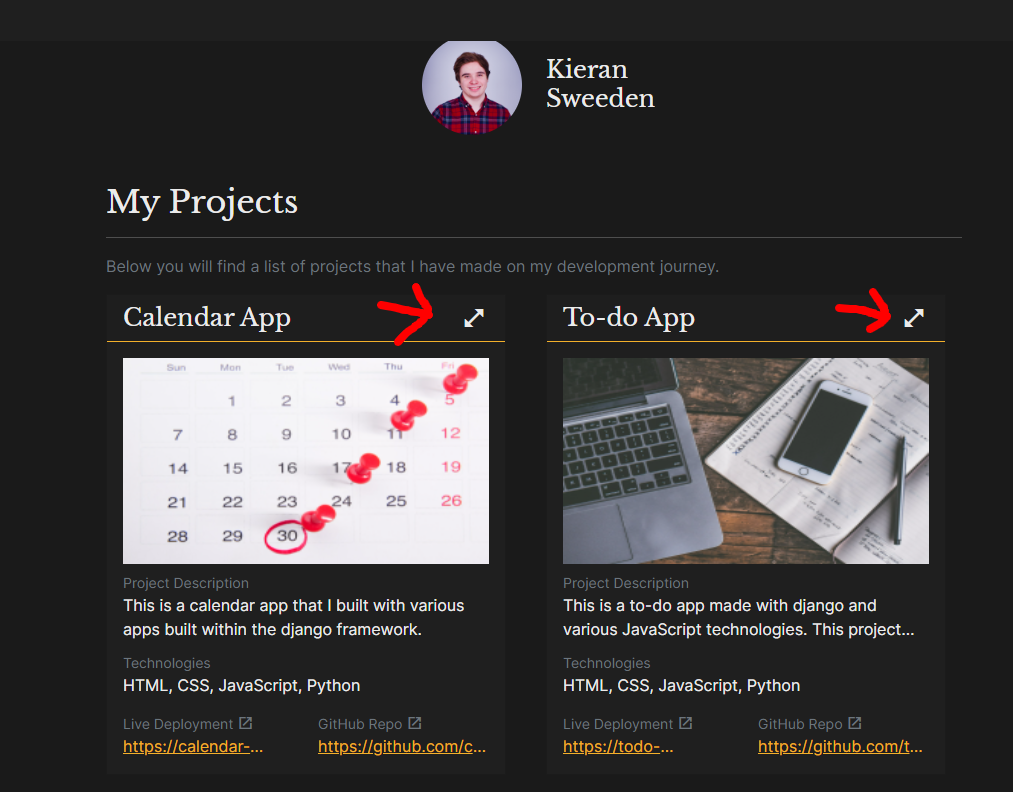 Kieran
Sweeden
My Projects
Below you will find a list of projects that I have made on my development journey.
Calendar App
To-do App
Sun Mon Tue Wed Thu Fri
1 2 3 4 5
7 8 9 10 11 12
14 15 16 17 18 19
21 22 23 24 25 26
28 29 30
Project Description
This is a calendar app that I built with various
apps built within the django framework.
Technologies
HTML, CSS, JavaScript, Python
Live Deployment
https://calendar-...
GitHub Repo
https://github.com/c...
Project Description
This is a to-do app made with django and
various JavaScript technologies. This project...
Technologies
HTML, CSS, JavaScript, Python
Live Deployment
https://todo-...
GitHub Repo
https://github.com/t...